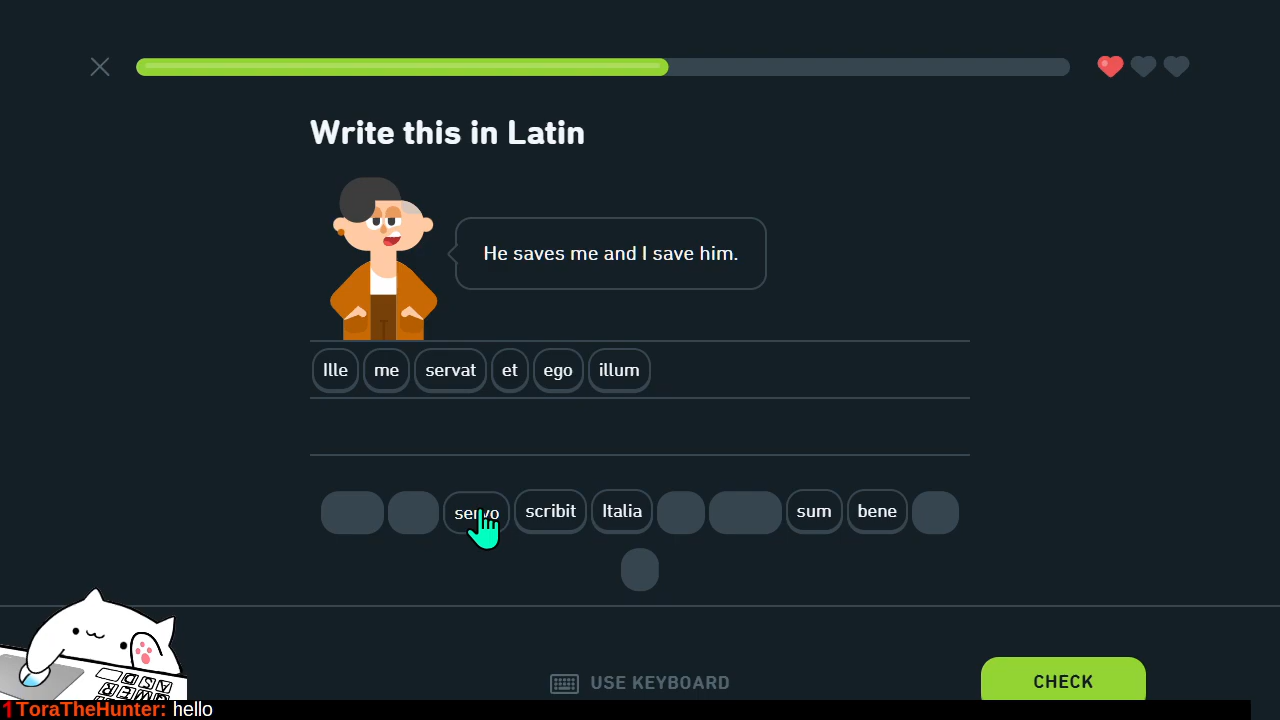 Write this in Latin
He saves me and I save him.
Ille me servat et ego illum
servo scribit Italia sum bene
USE KEYBOARD
CHECK
1 ToraTheHunter: hello